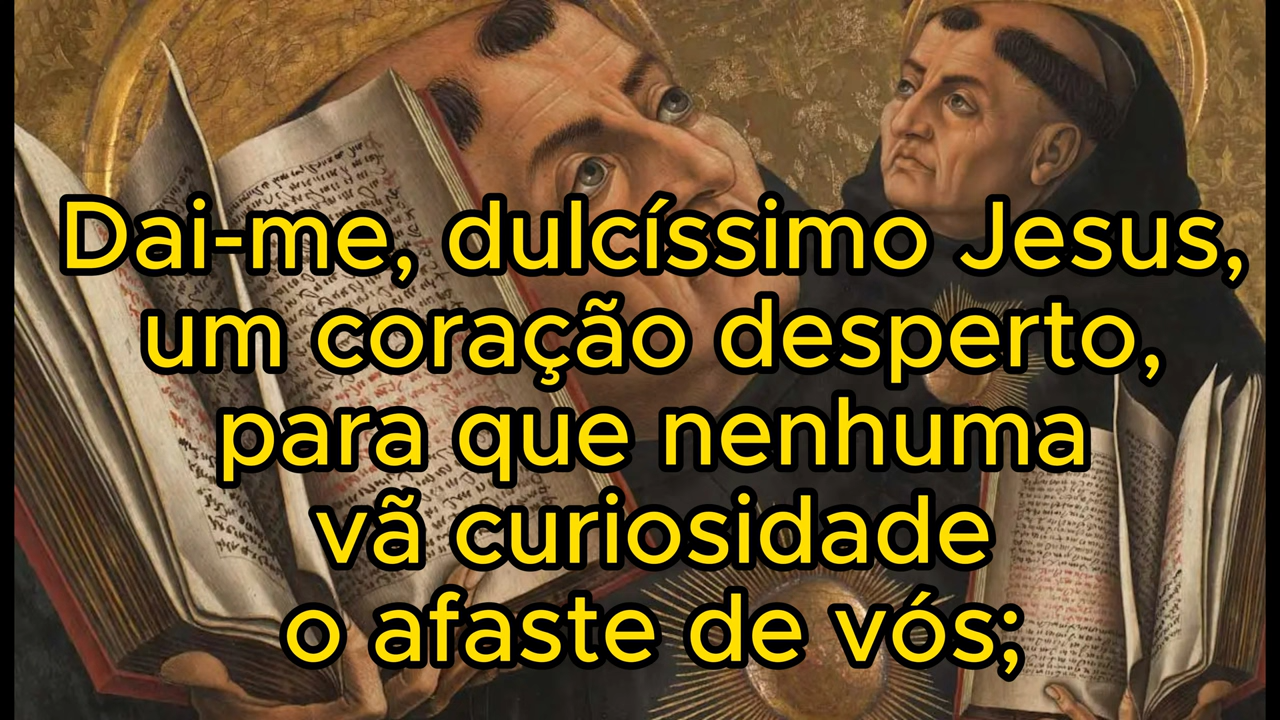 Dai-me, dulcíssimo Jesus,
um coração desperto,
para que nenhuma
vã curiosidade
o afaste de vós;